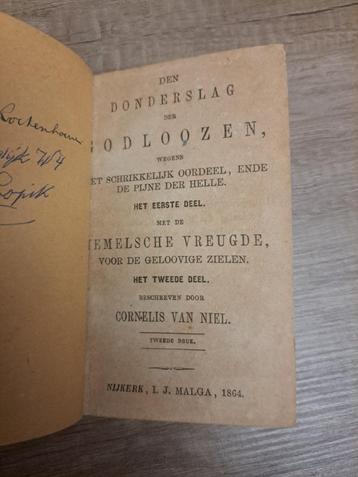 DEN
DONDERSLAG
DER
GODLOOZEN,
WEGENS
HET SCHRIKKELIJK OORDEEL, ENDE
DE PIJNE DER HELLE.
HET EERSTE DEEL.
MET DE
HEMELSCHE VREUGDE,
VOOR DE GELOOVIGE ZIELEN.
HET TWEEDE DEEL.
BESCHREVEN DOOR
CORNELIS VAN NIEL.
TWEEDE DRUK.
NIJKERK, I. J. MALGA, 1864.